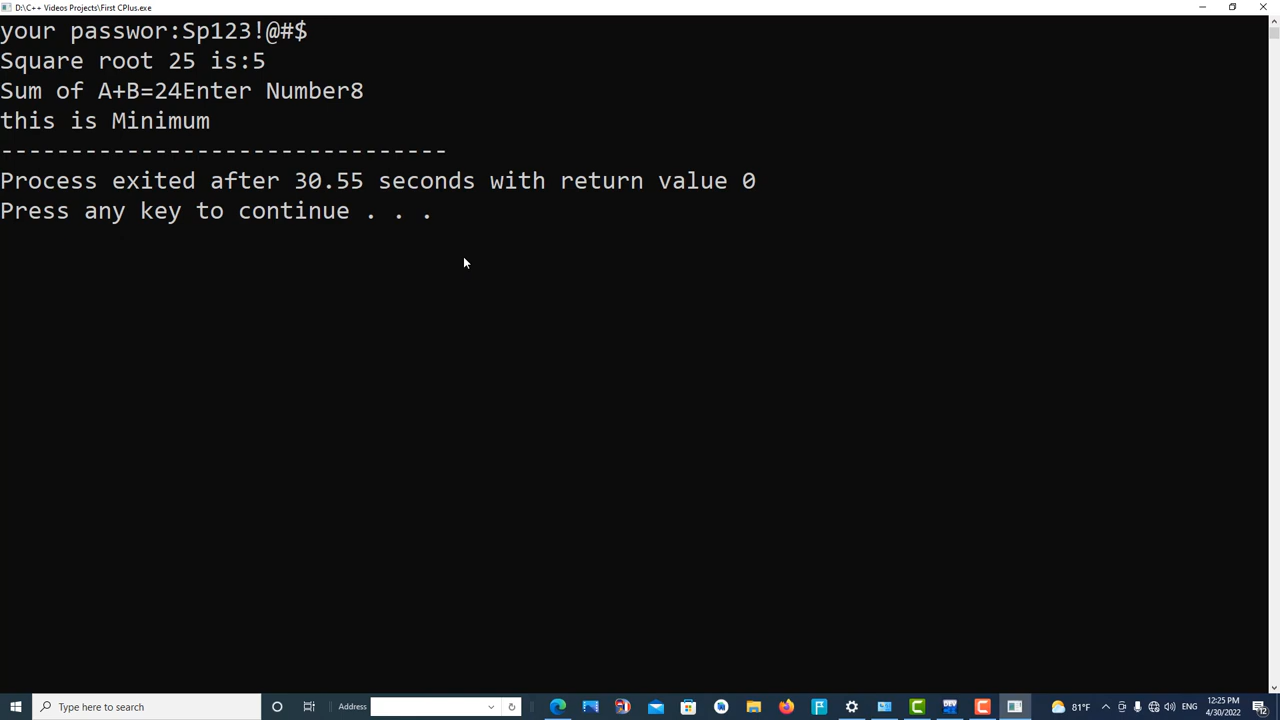 D:\C++ Videos Projects\First CPlus.exe
your passwor:Sp123!@#$
Square root 25 is:5
Sum of A+B=24Enter Number8
this is Minimum
--------------------------------
Process exited after 30.55 seconds with return value 0
Press any key to continue . . .
Type here to search
Address
DEV
81°F
ENG
12:25 PM
4/30/2022
12